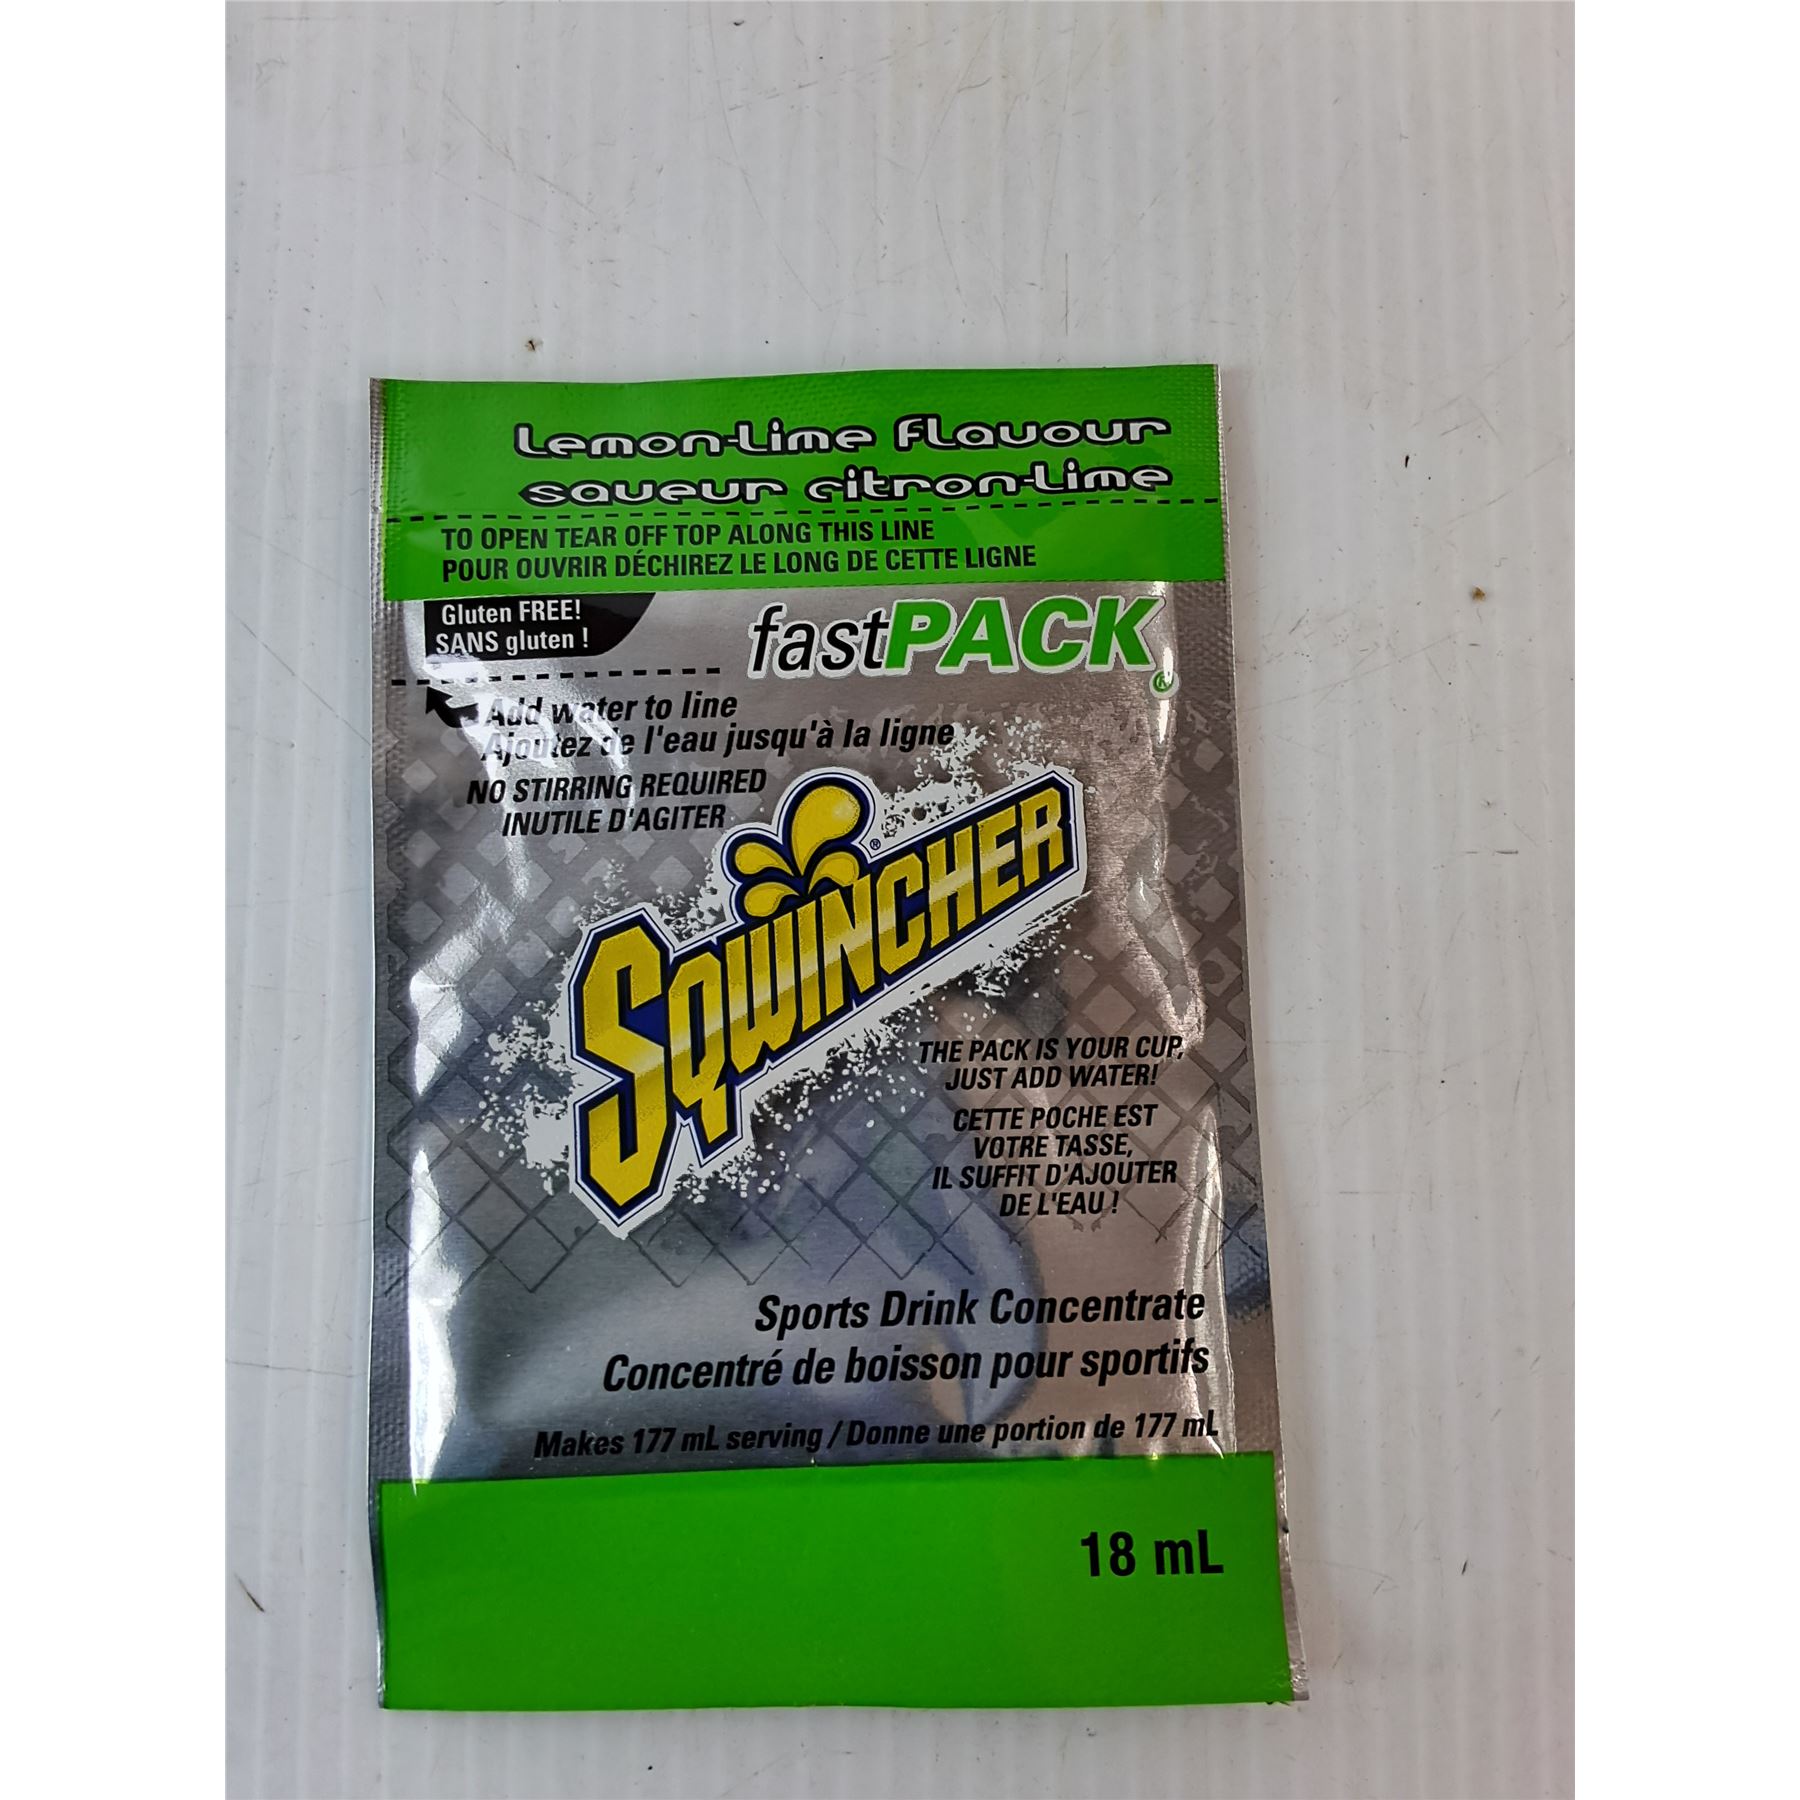 Lemon-Lime Flavour
saveur citron-lime
TO OPEN TEAR OFF TOP ALONG THIS LINE
POUR OUVRIR DÉCHIREZ LE LONG DE CETTE LIGNE
Gluten FREE!
SANS gluten !
fastPACK®
Add water to line
Ajoutez de l'eau jusqu'à la ligne
NO STIRRING REQUIRED
INUTILE D'AGITER
SQWINCHER®
THE PACK IS YOUR CUP,
JUST ADD WATER!
CETTE POCHE EST
VOTRE TASSE,
IL SUFFIT D'AJOUTER
DE L'EAU !
Sports Drink Concentrate
Concentré de boisson pour sportifs
Makes 177 mL serving / Donne une portion de 177 mL
18 mL